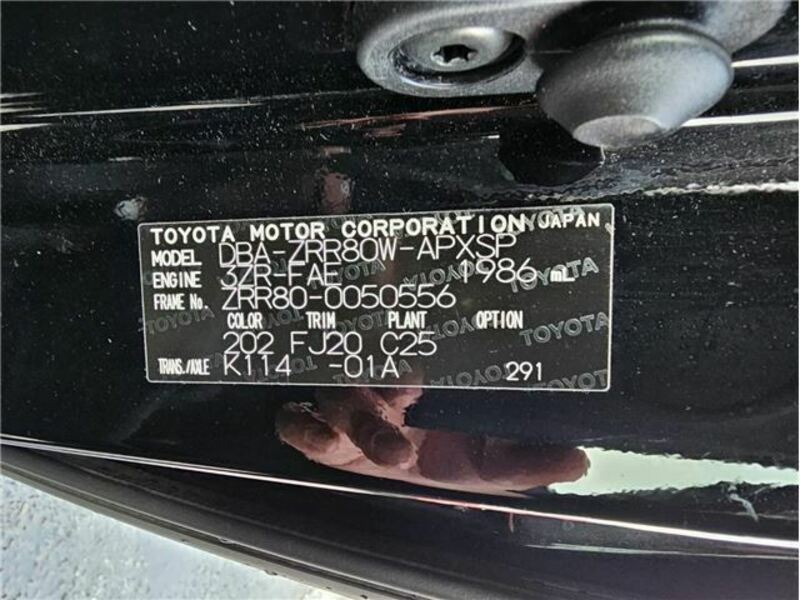 TOYOTA MOTOR CORPORATION JAPAN
MODEL DBA-ZRR80W-APXSP
ENGINE 3ZR-FAE 1986 mL
FRAME No. ZRR80-0050556
COLOR TRIM PLANT OPTION
202 FJ20 C25
TRANS./AXLE K114 -01A 291